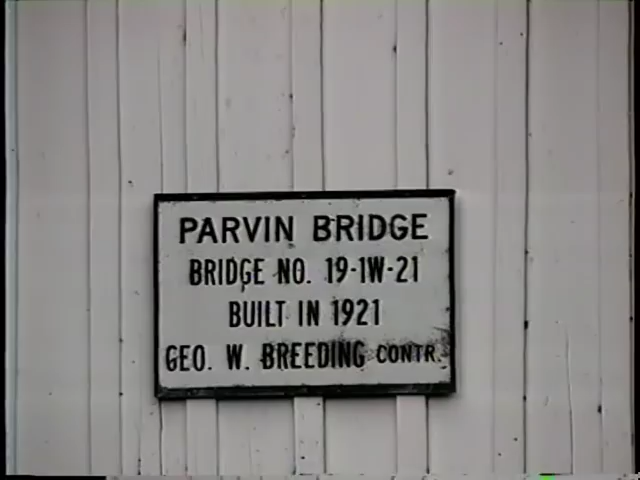 PARVIN BRIDGE
BRIDGE NO. 19-1W-21
BUILT IN 1921
GEO. W. BREEDING CONTR.